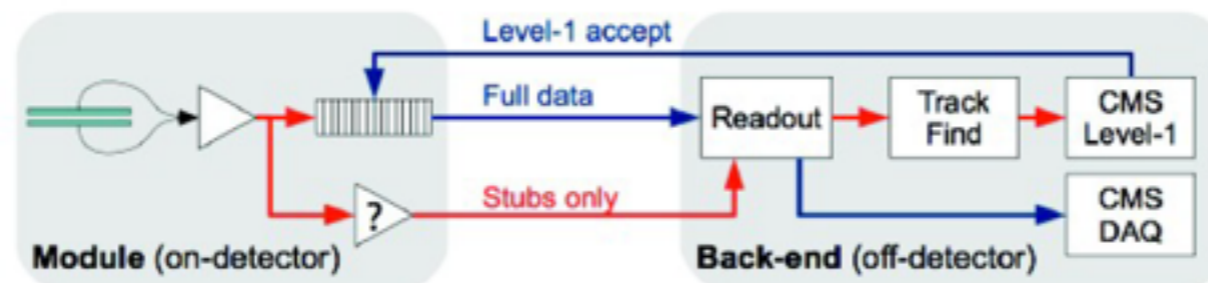 Level-1 accept
Full data
Readout
Track
Find
CMS
Level-1
?
Stubs only
CMS
DAQ
Module (on-detector)
Back-end (off-detector)